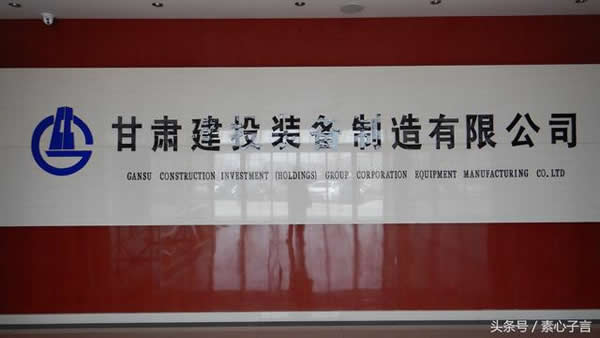 甘肃建投装备制造有限公司
GANSU CONSTRUCTION INVESTMENT (HOLDINGS) GROUP CORPORATION EQUIPMENT MANUFACTURING CO.LTD
头条号 / 素心子言